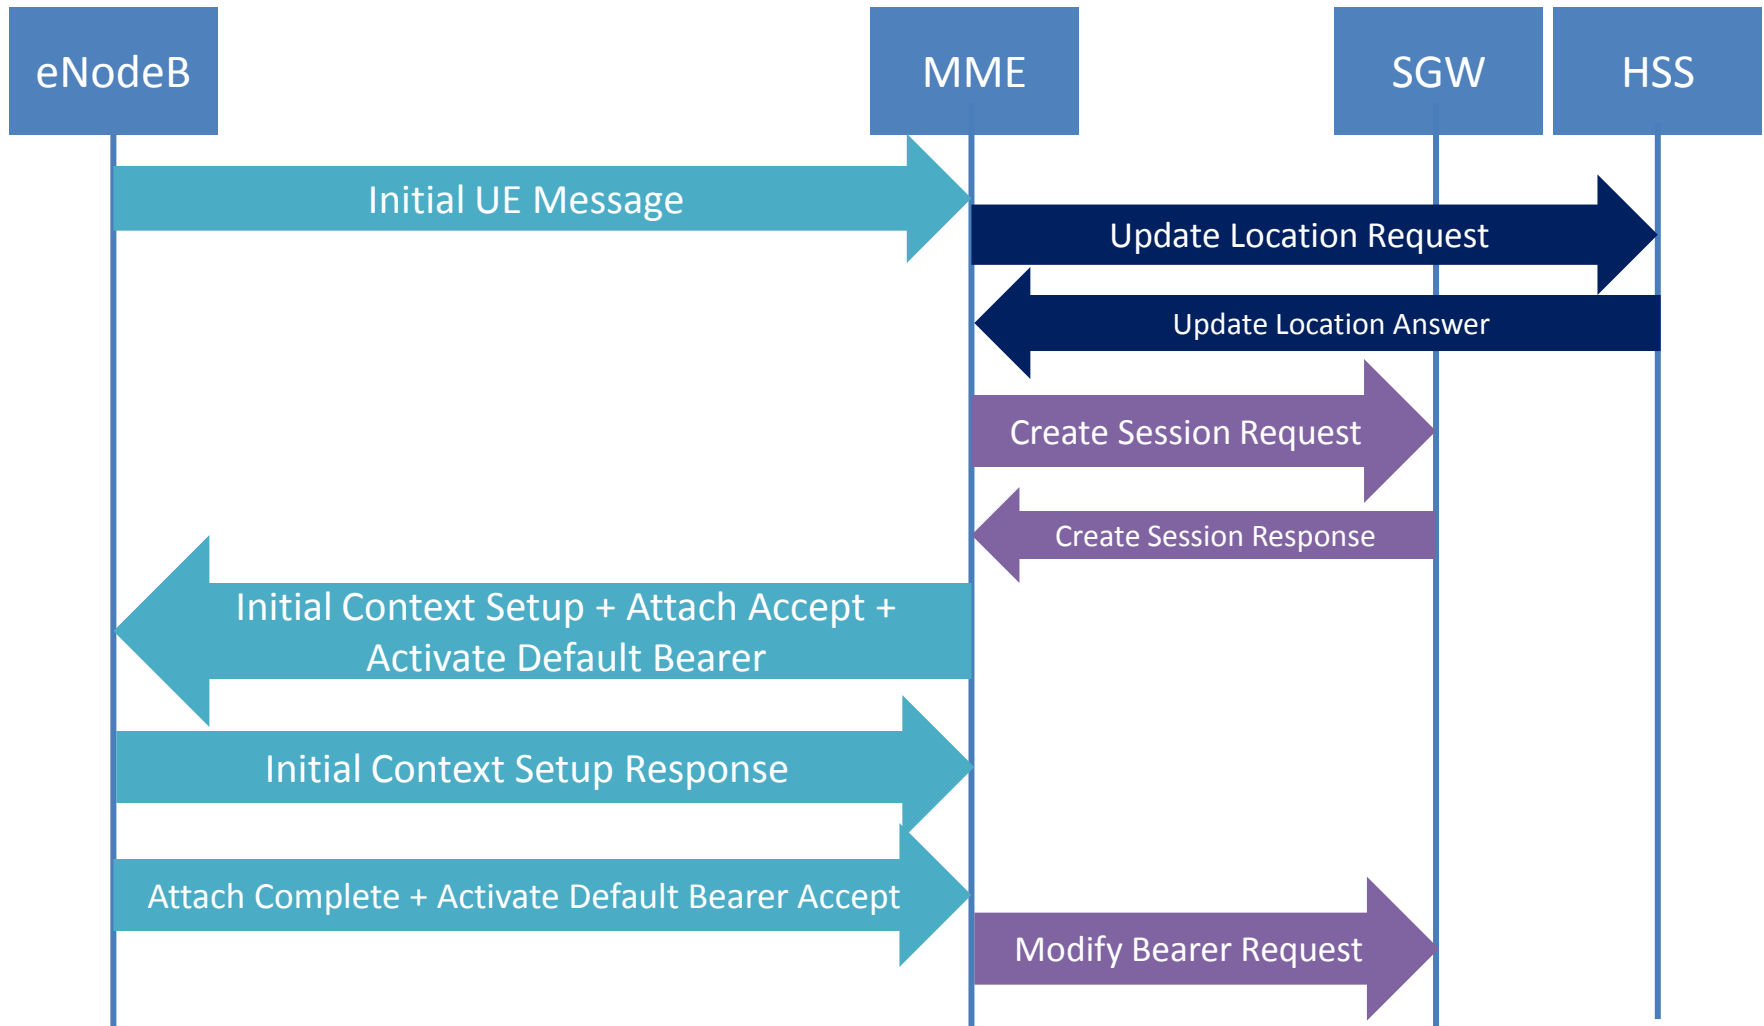 eNodeB
MME
SGW
HSS
Initial UE Message
Update Location Request
Update Location Answer
Create Session Request
Create Session Response
Initial Context Setup + Attach Accept +
Activate Default Bearer
Initial Context Setup Response
Attach Complete + Activate Default Bearer Accept
Modify Bearer Request